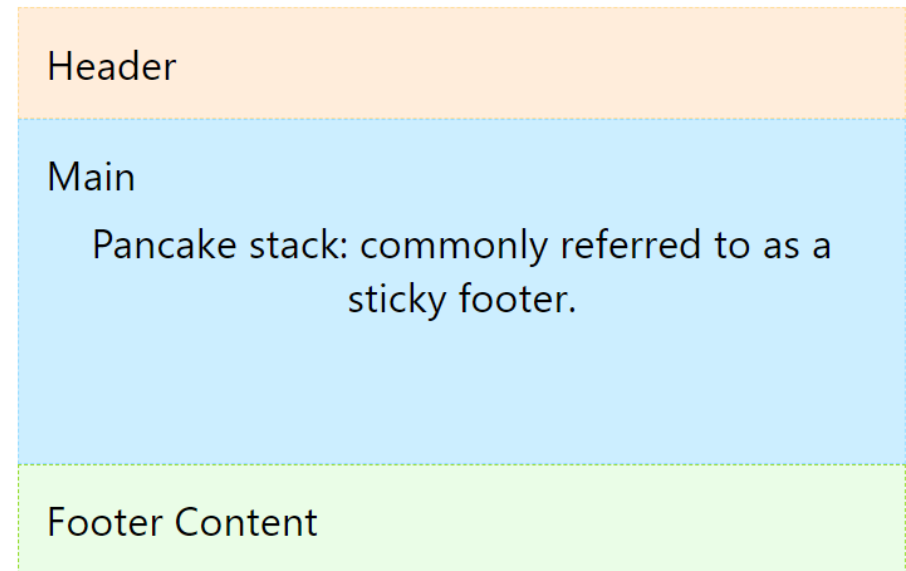 Header
Main
Pancake stack: commonly referred to as a
sticky footer.
Footer Content